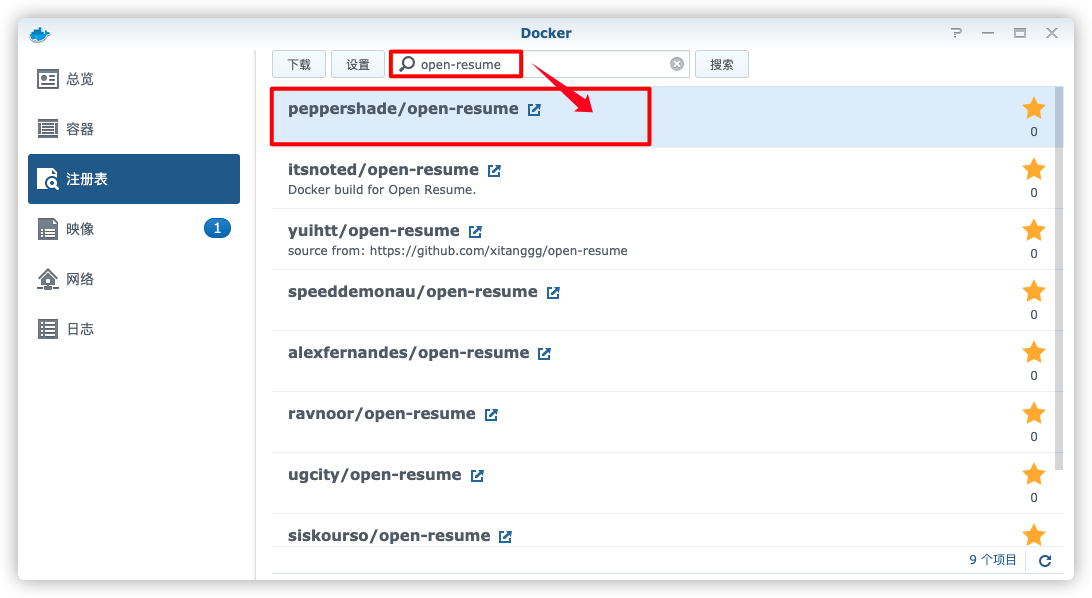 Docker
总览
容器
注册表
映像
1
网络
日志
下载
设置
open-resume
搜索
peppershade/open-resume
0
itsnoted/open-resume
Docker build for Open Resume.
0
yuihtt/open-resume
source from: https://github.com/xitanggg/open-resume
0
speeddemonau/open-resume
0
alexfernandes/open-resume
0
ravnoor/open-resume
0
ugcity/open-resume
0
siskourso/open-resume
9 个项目